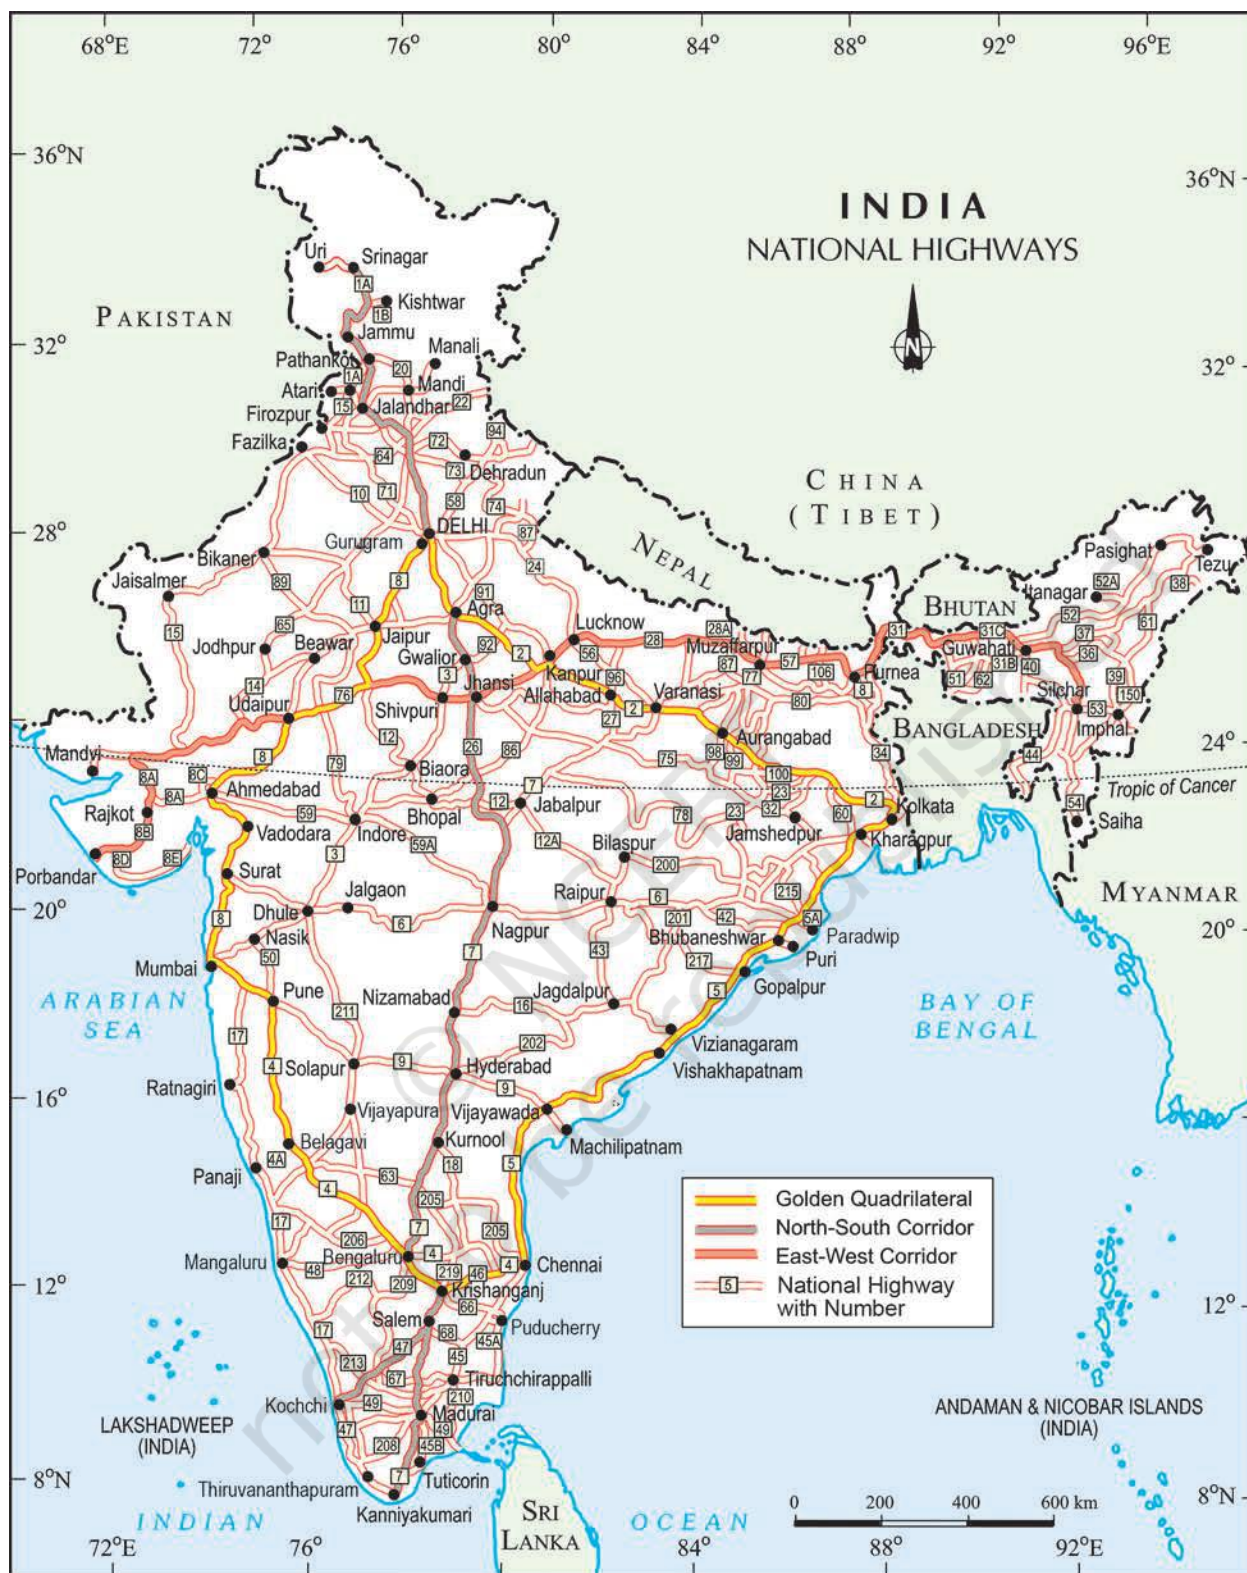 68°E 72° 76° 80° 84° 88° 92° 96°E
36°N
36°N
INDIA
NATIONAL HIGHWAYS
N
PAKISTAN
Uri
Srinagar
1A
Kishtwar
1B
Jammu
32°
32°
Pathankot
Manali
20
1A
Atari
Mandi
15
Jalandhar
22
Firozpur
94
72
Fazilka
64
73
Dehradun
10
71
58
74
CHINA
(TIBET)
DELHI
28°
28°
Gurugram
87
NEPAL
24
Bikaner
8
Jaisalmer
89
91
11
Agra
15
65
Jaipur
Lucknow
28A
Jodhpur
Beawar
92
28
Gwalior
2
56
Muzaffarpur
14
3
Kanpur
87
57
Jhansi
96
77
106
76
Allahabad
Varanasi
Purnea
Udaipur
Shivpuri
2
80
8
27
Pasighat
Tezu
52A
38
Itanagar
BHUTAN
52
61
31
31C
37
Guwahati
36
31B
40
39
51
62
Silchar
150
53
Imphal
BANGLADESH
44
24°
24°
12
26
86
Aurangabad
98
34
Mandvi
8
79
75
99
8A
8C
Biaora
7
100
Tropic of Cancer
8A
Ahmedabad
23
54
Rajkot
12
Jabalpur
2
Kolkata
8B
59
Bhopal
23
32
60
Saiha
Vadodara
Indore
78
Jamshedpur
Kharagpur
8D
8E
3
59A
12A
Bilaspur
Porbandar
Surat
200
MYANMAR
Jalgaon
Raipur
6
215
20°
20°
8
Dhule
6
Nagpur
201
42
5A
Nasik
Bhubaneshwar
Paradwip
50
7
43
217
Puri
Mumbai
ARABIAN
SEA
Pune
Nizamabad
Jagdalpur
5
Gopalpur
BAY OF
BENGAL
211
16
17
202
Vizianagaram
4
Solapur
9
Hyderabad
Vishakhapatnam
Ratnagiri
9
16°
16°
Vijayapura
Vijayawada
Belagavi
Kurnool
Machilipatnam
4A
18
5
Panaji
63
4
205
17
7
205
206
Bengaluru
4
Mangaluru
48
4
Chennai
212
209
219
46
12°
12°
Krishanganj
66
Salem
Puducherry
17
68
45A
47
213
45
67
Tiruchchirappalli
Kochchi
49
210
Madurai
47
49
208
45B
LAKSHADWEEP
(INDIA)
ANDAMAN & NICOBAR ISLANDS
(INDIA)
8°N
8°N
7
Tuticorin
Thiruvananthapuram
Kanniyakumari
INDIAN
OCEAN
SRI
LANKA
Golden Quadrilateral
North-South Corridor
East-West Corridor
5
National Highway
with Number
0 200 400 600 km
72°E 76° 84° 88° 92°E